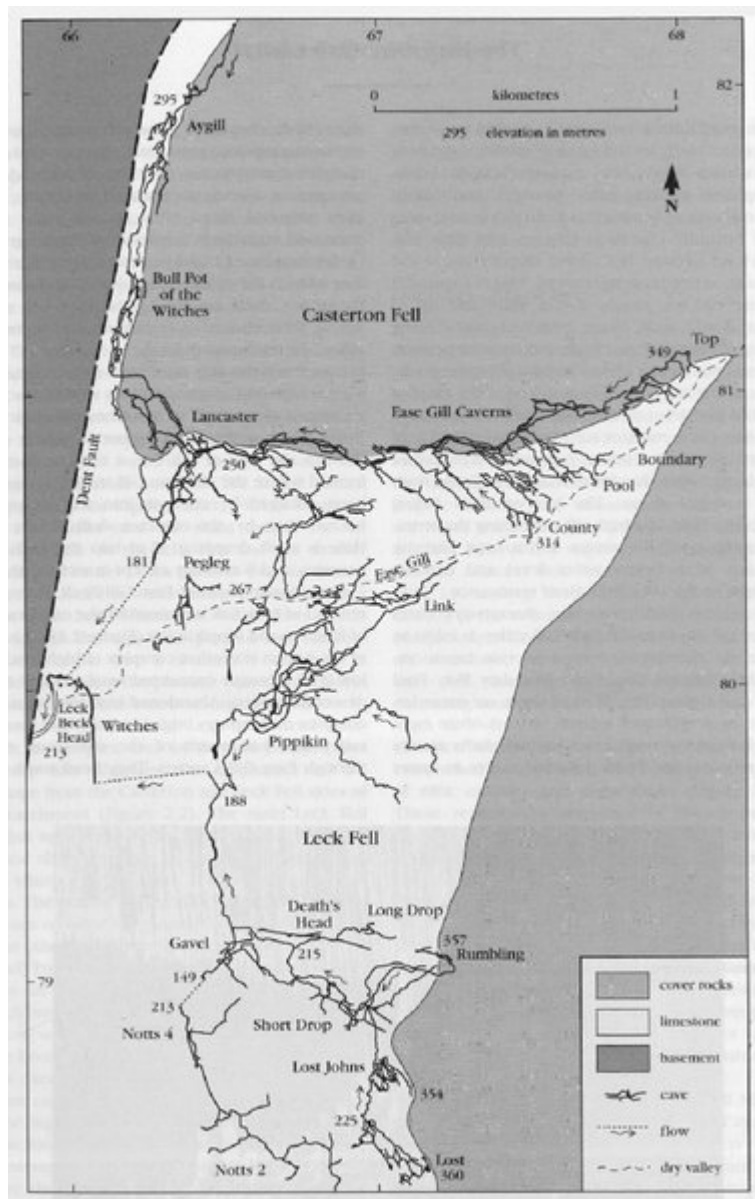 66
67
68
82
0
kilometres
1
295 elevation in metres
N
295
Aygill
Bull Pot
of the
Witches
Casterton Fell
Top
349
81
Lancaster
Ease Gill Caverns
Boundary
250
Pool
Dent Fault
County
314
181
Pegleg
Ease Gill
267
Link
80
Leck
Beck
Head
213
Witches
Pippikin
188
Leck Fell
Death's
Head
Long Drop
Gavel
215
357
Rumbling
149
79
213
Short Drop
Notts 4
Lost Johns
354
225
Notts 2
Lost
360
cover rocks
limestone
basement
cave
flow
dry valley